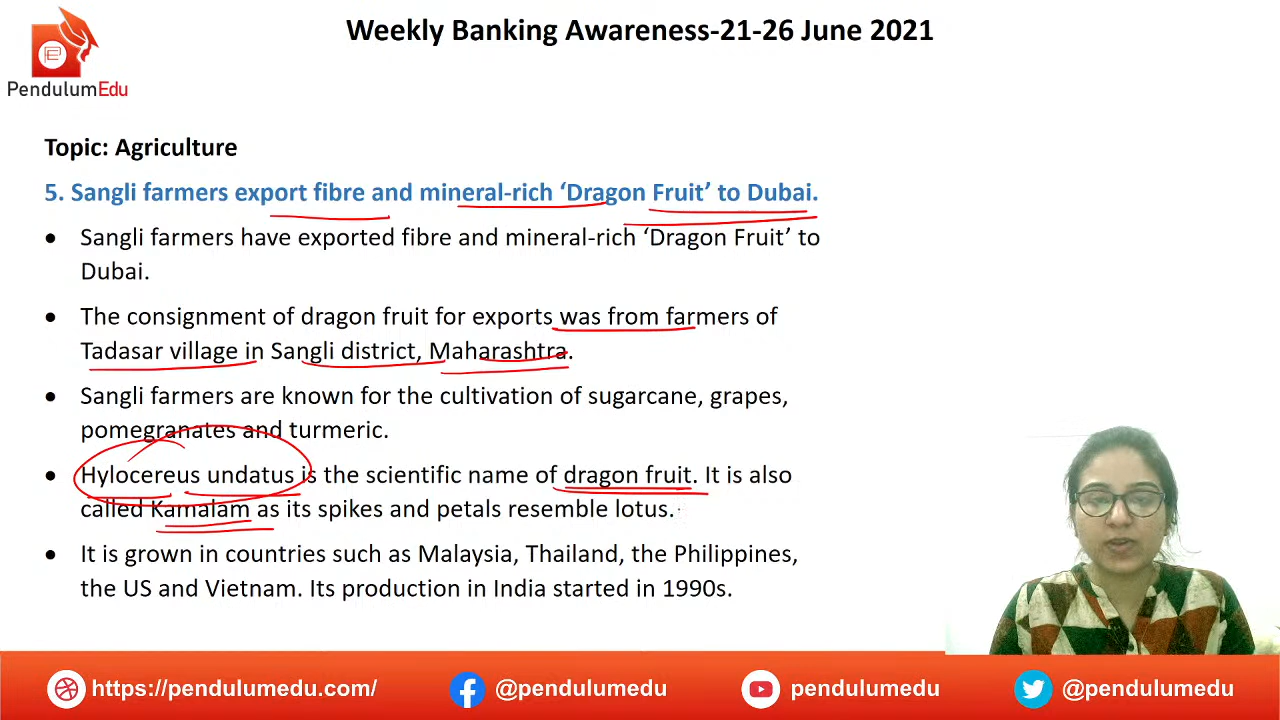 Weekly Banking Awareness-21-26 June 2021
PendulumEdu
Topic: Agriculture
5. Sangli farmers export fibre and mineral-rich ‘Dragon Fruit’ to Dubai.
• Sangli farmers have exported fibre and mineral-rich ‘Dragon Fruit’ to
Dubai.
• The consignment of dragon fruit for exports was from farmers of
Tadasar village in Sangli district, Maharashtra.
• Sangli farmers are known for the cultivation of sugarcane, grapes,
pomegranates and turmeric.
• Hylocereus undatus is the scientific name of dragon fruit. It is also
called Kamalam as its spikes and petals resemble lotus.
• It is grown in countries such as Malaysia, Thailand, the Philippines,
the US and Vietnam. Its production in India started in 1990s.
https://pendulumedu.com/ @pendulumedu pendulumedu @pendulumedu